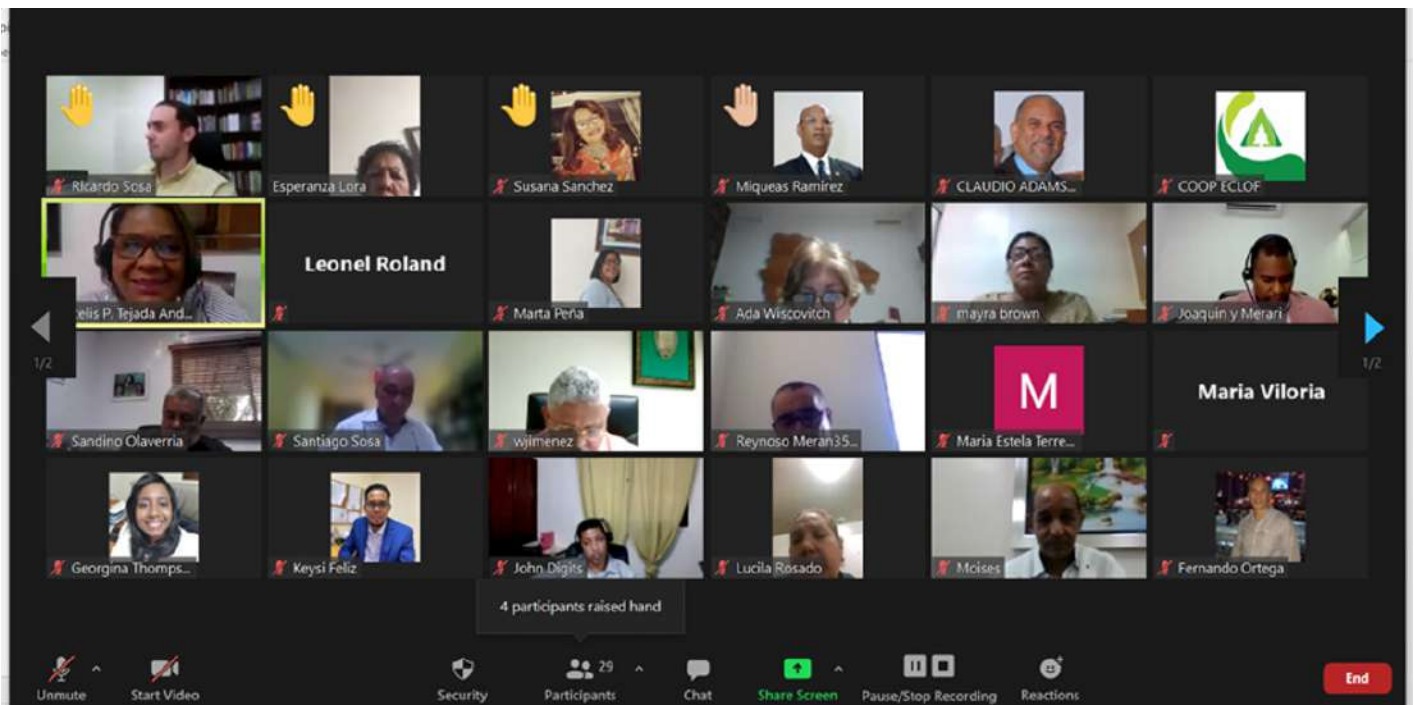 Ricardo Sosa
Esperanza Lora
Susana Sanchez
Miqueas Ramírez
CLAUDIO ADAMS...
COOP ECLOF
elis P. Tejada And...
Leonel Roland
Marta Peña
Ada Wiscovitch
mayra brown
Joaquin y Merari
1/2
1/2
Sandino Olaverria
Santiago Sosa
wjimenez
Reynoso Meran35...
M
Maria Estela Terre...
Maria Viloria
Georgina Thomps...
Keysi Feliz
John Digits
Lucila Rosado
Moises
Fernando Ortega
4 participants raised hand
29
Unmute
Start Video
Security
Participants
Chat
Share Screen
Pause/Stop Recording
Reactions
End